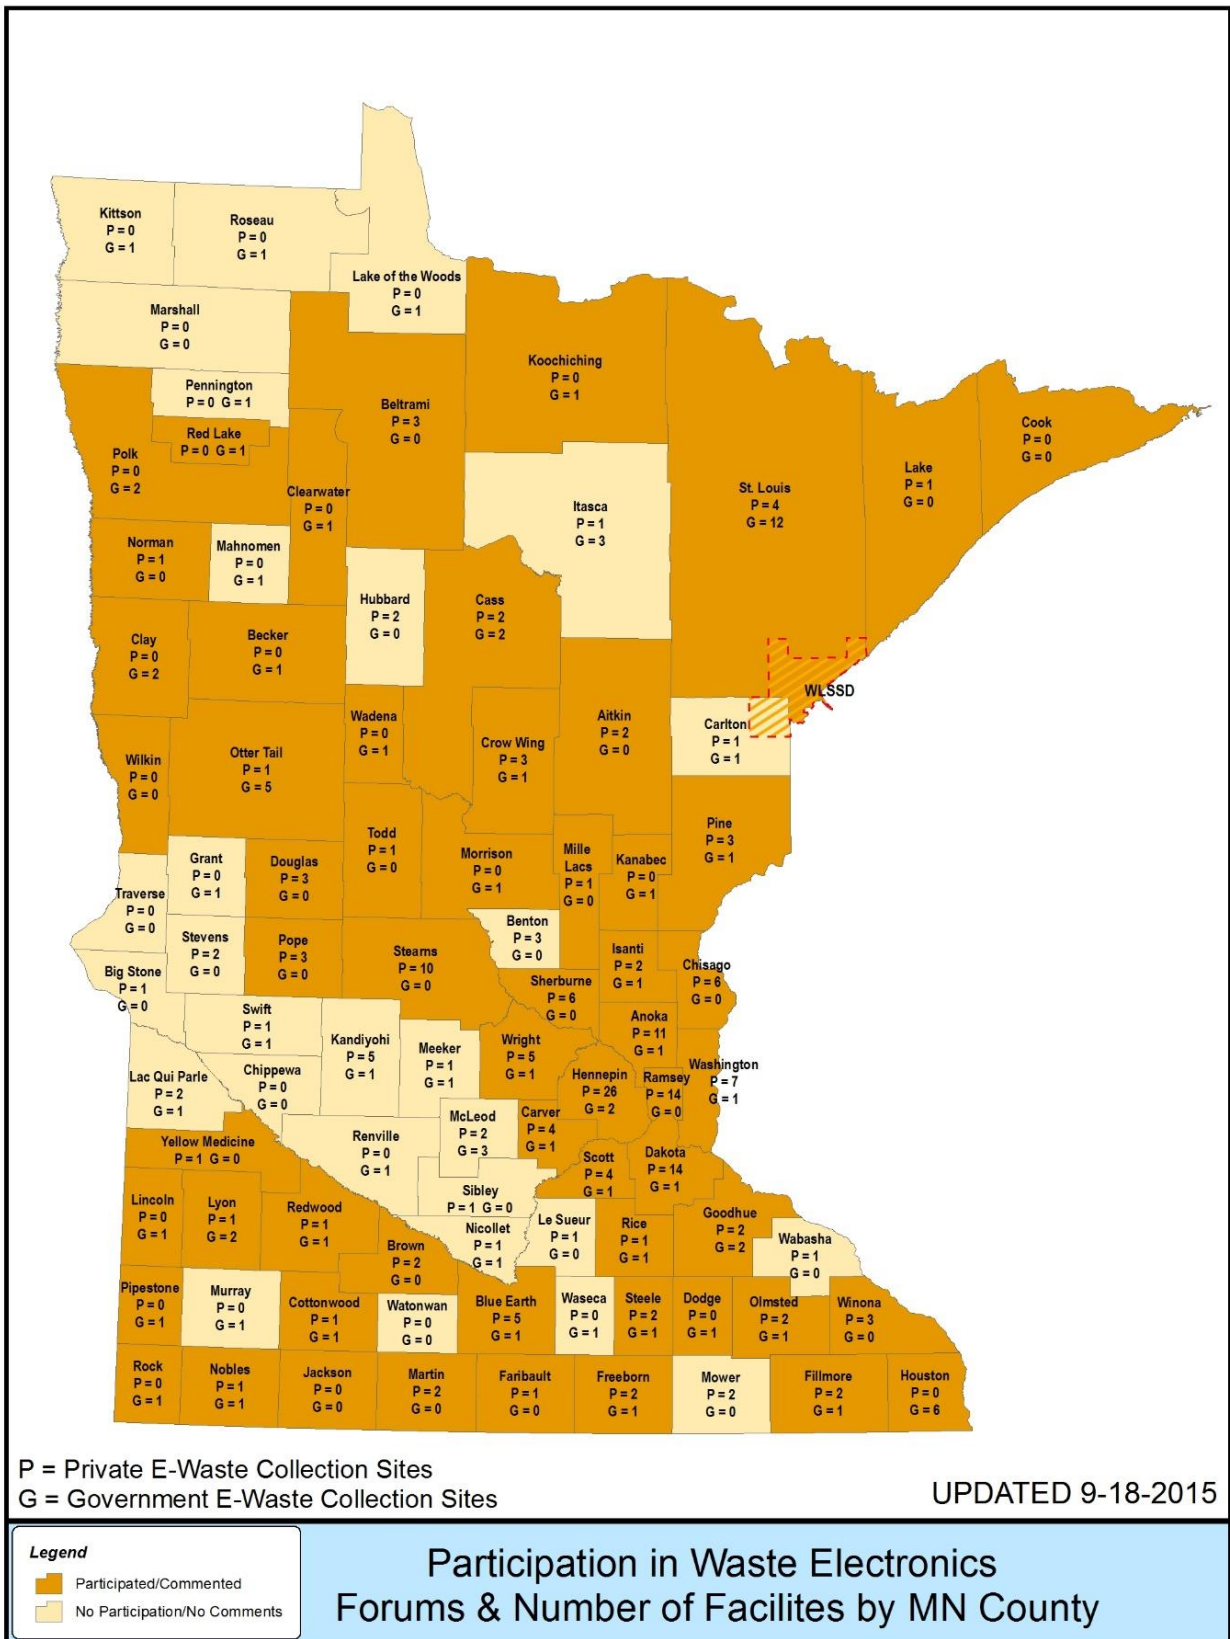 Kittson
P = 0
G = 1
Roseau
P = 0
G = 1
Lake of the Woods
P = 0
G = 1
Marshall
P = 0
G = 0
Koochiching
P = 0
G = 1
Pennington
P = 0 G = 1
Beltrami
P = 3
G = 0
Red Lake
P = 0 G = 1
Polk
P = 0
G = 2
Cook
P = 0
G = 0
Lake
P = 1
G = 0
Clearwater
P = 0
G = 1
St. Louis
P = 4
G = 12
Itasca
P = 1
G = 3
Norman
P = 1
G = 0
Mahnomen
P = 0
G = 1
Hubbard
P = 2
G = 0
Cass
P = 2
G = 2
Clay
P = 0
G = 2
Becker
P = 0
G = 1
WLSSD
Wadena
P = 0
G = 1
Aitkin
P = 2
G = 0
Carlton
P = 1
G = 1
Crow Wing
P = 3
G = 1
Otter Tail
P = 1
G = 5
Wilkin
P = 0
G = 0
Pine
P = 3
G = 1
Todd
P = 1
G = 0
Morrison
P = 0
G = 1
Mille
Lacs
P = 1
G = 0
Kanabec
P = 0
G = 1
Grant
P = 0
G = 1
Douglas
P = 3
G = 0
Traverse
P = 0
G = 0
Benton
P = 3
G = 0
Stevens
P = 2
G = 0
Pope
P = 3
G = 0
Stearns
P = 10
G = 0
Isanti
P = 2
G = 1
Chisago
P = 6
G = 0
Big Stone
P = 1
G = 0
Sherburne
P = 6
G = 0
Swift
P = 1
G = 1
Anoka
P = 11
G = 1
Kandiyohi
P = 5
G = 1
Meeker
P = 1
G = 1
Wright
P = 5
G = 1
Washington
P = 7
G = 1
Lac Qui Parle
P = 2
G = 1
Chippewa
P = 0
G = 0
Hennepin
P = 26
G = 2
Ramsey
P = 14
G = 0
McLeod
P = 2
G = 3
Carver
P = 4
G = 1
Yellow Medicine
P = 1 G = 0
Renville
P = 0
G = 1
Scott
P = 4
G = 1
Dakota
P = 14
G = 1
Sibley
P = 1 G = 0
Lincoln
P = 0
G = 1
Lyon
P = 1
G = 2
Redwood
P = 1
G = 1
Nicollet
P = 1
G = 1
Le Sueur
P = 1
G = 0
Rice
P = 1
G = 1
Goodhue
P = 2
G = 2
Wabasha
P = 1
G = 0
Brown
P = 2
G = 0
Pipestone
P = 0
G = 1
Murray
P = 0
G = 1
Cottonwood
P = 1
G = 1
Watonwan
P = 0
G = 0
Blue Earth
P = 5
G = 1
Waseca
P = 0
G = 1
Steele
P = 2
G = 1
Dodge
P = 0
G = 1
Olmsted
P = 2
G = 1
Winona
P = 3
G = 0
Rock
P = 0
G = 1
Nobles
P = 1
G = 1
Jackson
P = 0
G = 0
Martin
P = 2
G = 0
Faribault
P = 1
G = 0
Freeborn
P = 2
G = 1
Mower
P = 2
G = 0
Fillmore
P = 2
G = 1
Houston
P = 0
G = 6
P = Private E-Waste Collection Sites
G = Government E-Waste Collection Sites
UPDATED 9-18-2015
Legend
Participated/Commented
No Participation/No Comments
Participation in Waste Electronics
Forums & Number of Facilites by MN County